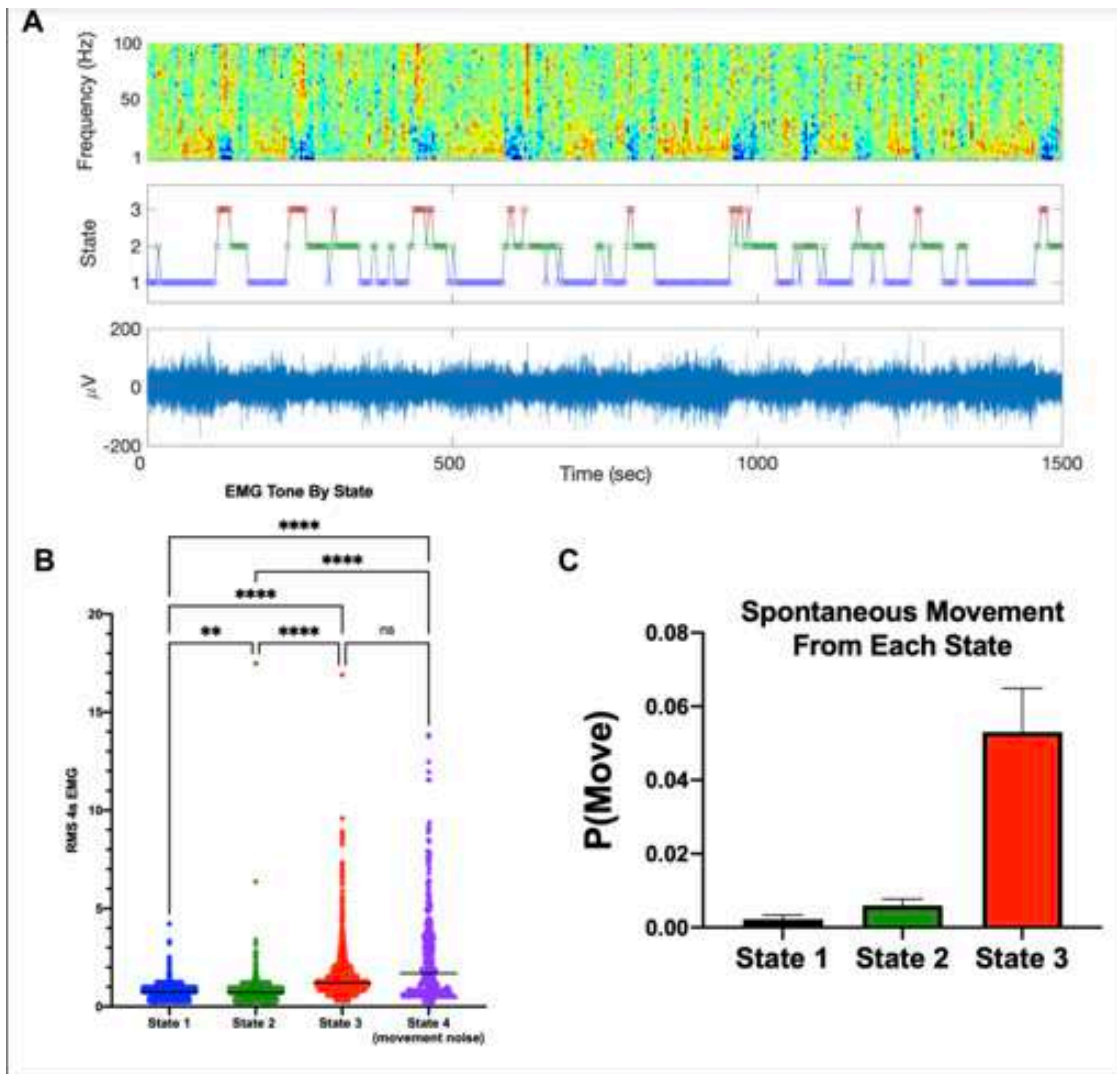 A
Frequency (Hz)
100
50
1
State
3
2
1
µV
200
0
-200
0
500
1000
1500
Time (sec)
EMG Tone By State
B
****
****
****
**
****
ns
RMS 4s EMG
20
15
10
5
0
State 1
State 2
State 3
State 4
(movement noise)
C
Spontaneous Movement
From Each State
P(Move)
0.08
0.06
0.04
0.02
0.00
State 1
State 2
State 3